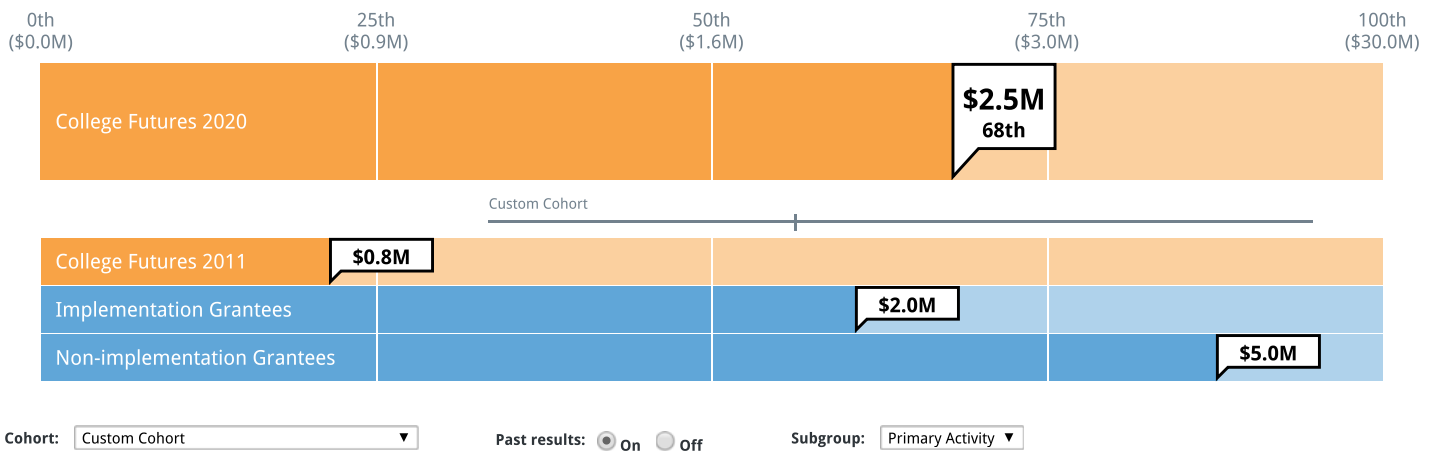 0th 25th 50th 75th 100th
($0.0M) ($0.9M) ($1.6M) ($3.0M) ($30.0M)
College Futures 2020
$2.5M
68th
Custom Cohort
College Futures 2011 $0.8M
Implementation Grantees $2.0M
Non-implementation Grantees $5.0M
Cohort: Custom Cohort ▼ Past results: On Off Subgroup: Primary Activity ▼